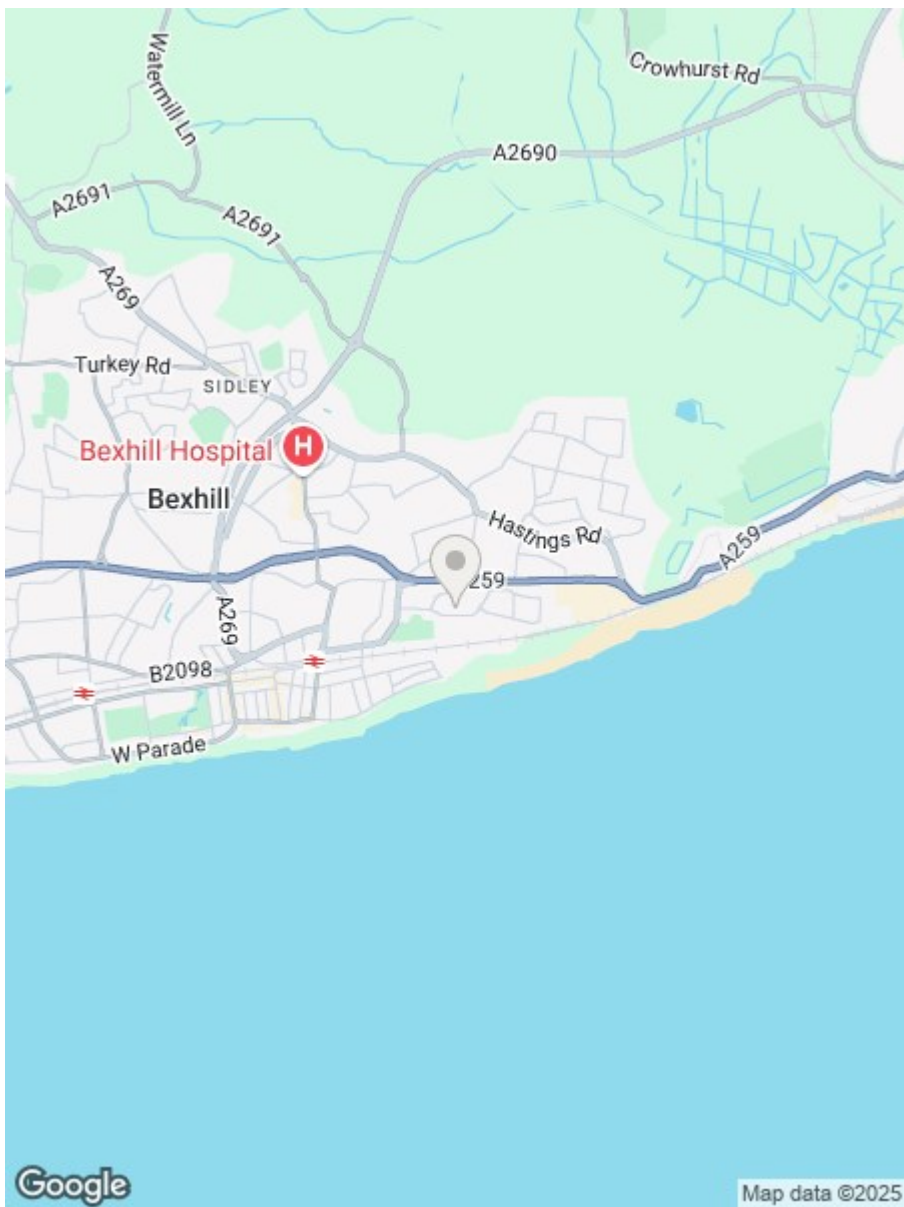 Watermill Ln
Crowhurst Rd
A2690
A2691
A2691
A269
Turkey Rd
SIDLEY
Bexhill Hospital
H
Bexhill
Hastings Rd
A259
259
A269
B2098
W Parade
Google
Map data ©2025